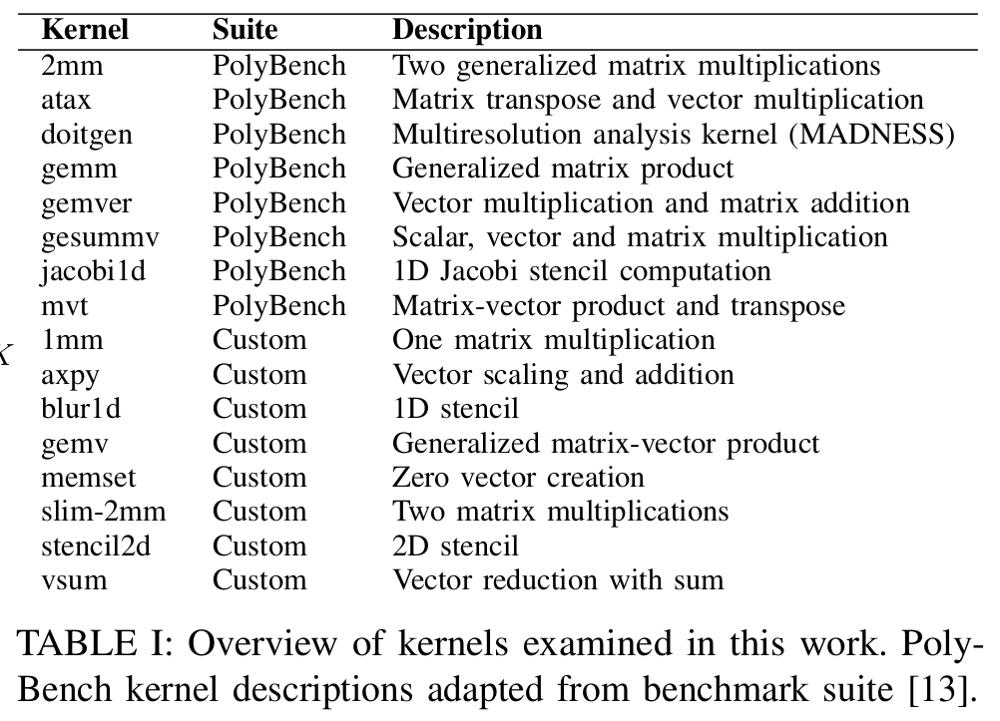 Kernel Suite Description
2mm PolyBench Two generalized matrix multiplications
atax PolyBench Matrix transpose and vector multiplication
doitgen PolyBench Multiresolution analysis kernel (MADNESS)
gemm PolyBench Generalized matrix product
gemver PolyBench Vector multiplication and matrix addition
gesummv PolyBench Scalar, vector and matrix multiplication
jacobi1d PolyBench 1D Jacobi stencil computation
mvt PolyBench Matrix-vector product and transpose
K 1mm Custom One matrix multiplication
axpy Custom Vector scaling and addition
blur1d Custom 1D stencil
gemv Custom Generalized matrix-vector product
memset Custom Zero vector creation
slim-2mm Custom Two matrix multiplications
stencil2d Custom 2D stencil
vsum Custom Vector reduction with sum
TABLE I: Overview of kernels examined in this work. Poly-
Bench kernel descriptions adapted from benchmark suite [13].